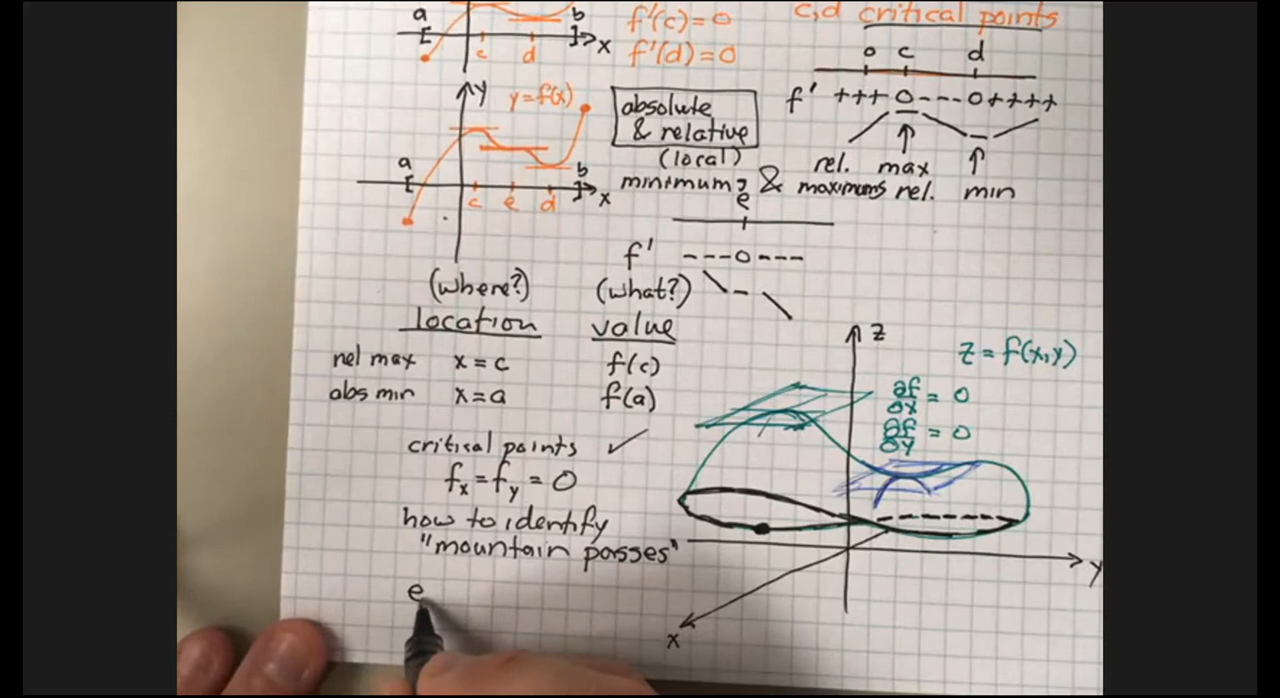 a
b
x
c
d
f'(c)=0
f'(d)=0
c,d critical points
o c d
f' +++0---0++++
rel. max
rel. min
y
y=f(x)
a
b
x
c e d
absolute
& relative
(local)
minimums & maximums
e
f' ---0---
(where?) (what?)
location value
rel max x=c f(c)
abs min x=a f(a)
critical points ✓
fx=fy=0
how to identify
"mountain passes"
e
z
z=f(x,y)
∂f/∂x = 0
∂f/∂y = 0
y
x